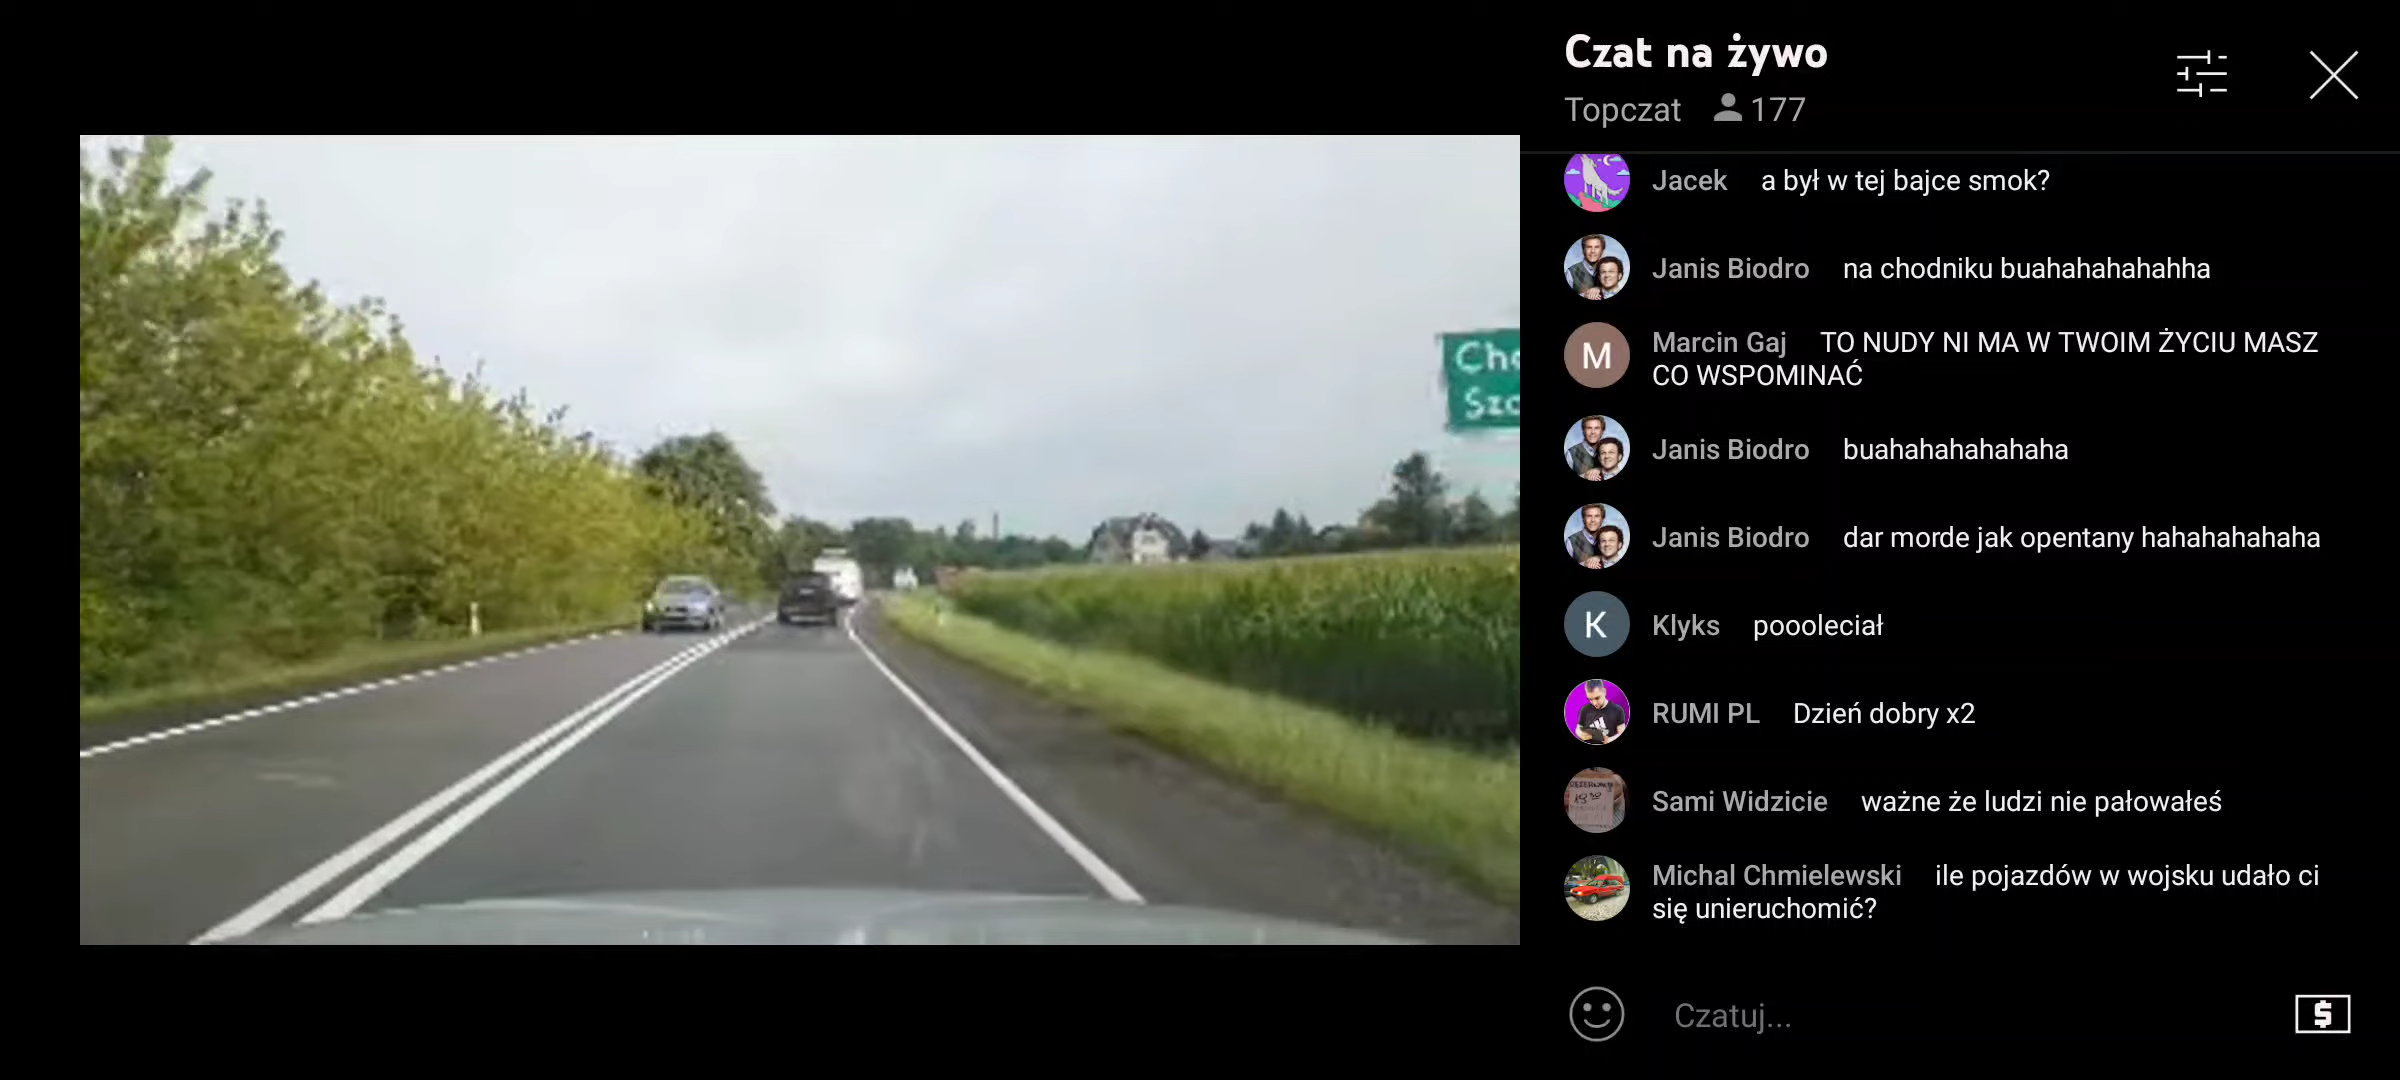 Czat na żywo
Topczat 177
Jacek a był w tej bajce smok?
Janis Biodro na chodniku buahahahahahha
M Marcin Gaj TO NUDY NI MA W TWOIM ŻYCIU MASZ
CO WSPOMINAĆ
Janis Biodro buahahahahahaha
Janis Biodro dar morde jak opentany hahahahahaha
K Klyks poooleciał
RUMI PL Dzień dobry x2
Sami Widzicie ważne że ludzi nie pałowałeś
Michal Chmielewski ile pojazdów w wojsku udało ci
się unieruchomić?
Czatuj...
$
Cho
Szc